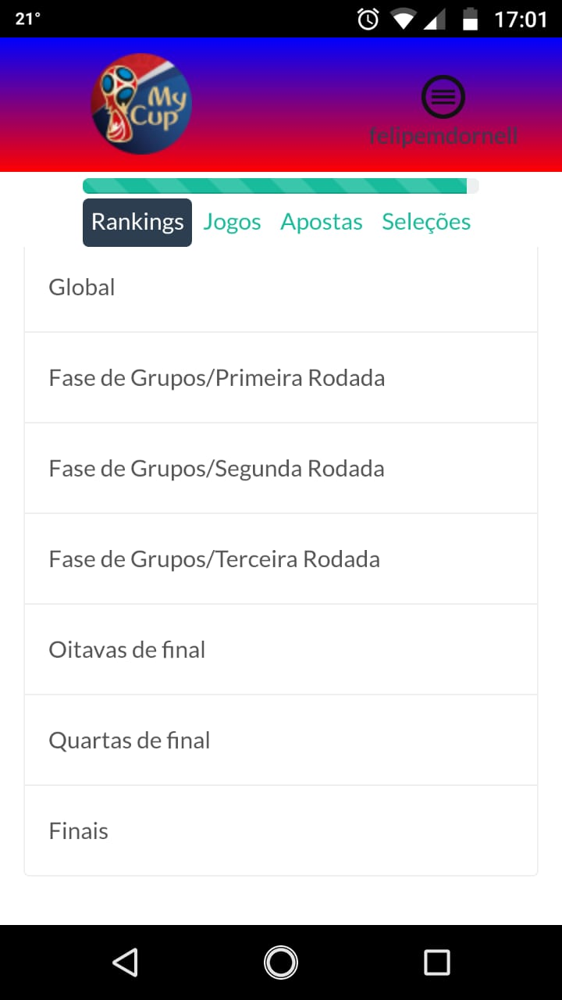 21°
17:01
My
Cup
felipemdornell
Rankings Jogos Apostas Seleções
Global
Fase de Grupos/Primeira Rodada
Fase de Grupos/Segunda Rodada
Fase de Grupos/Terceira Rodada
Oitavas de final
Quartas de final
Finais